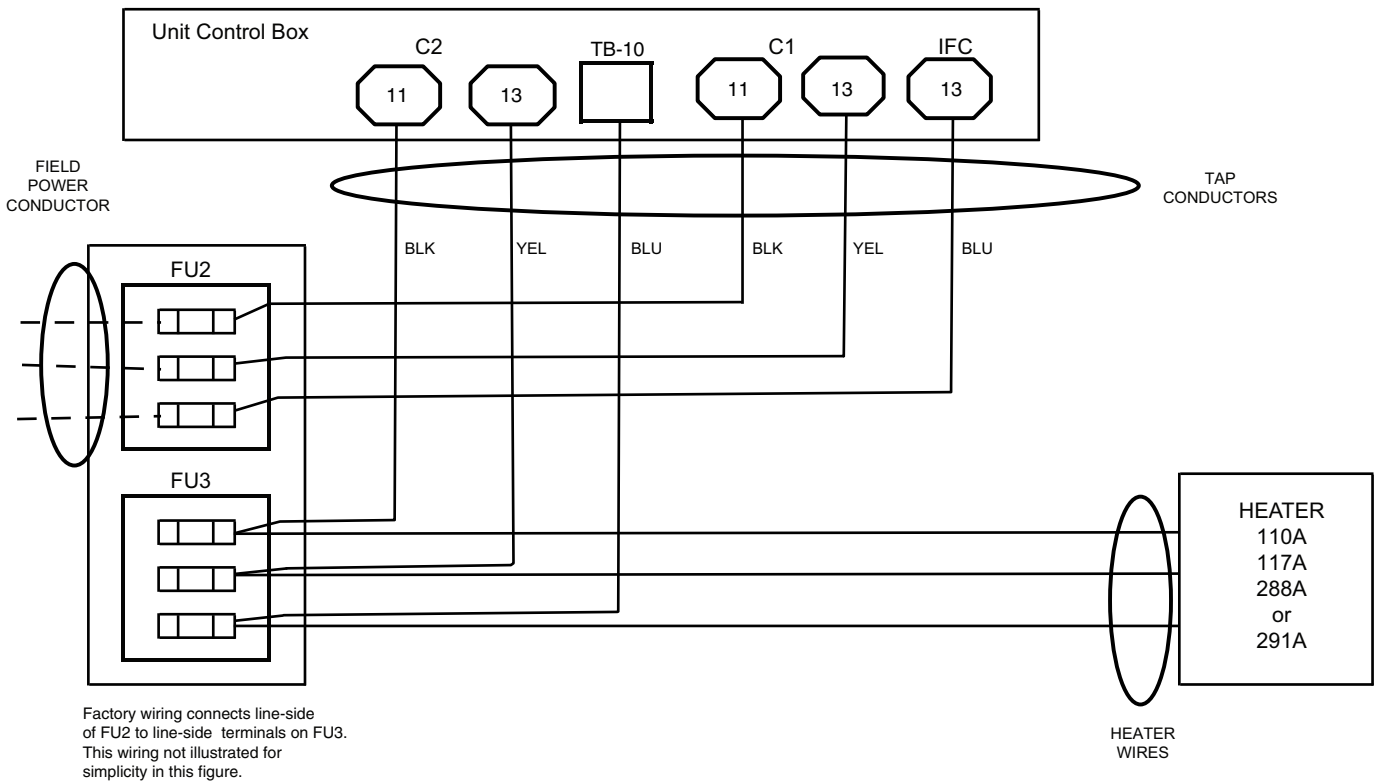 Unit Control Box
C2
TB-10
C1
IFC
11
13
11
13
13
FIELD
POWER
CONDUCTOR
TAP
CONDUCTORS
BLK
YEL
BLU
BLK
YEL
BLU
FU2
FU3
HEATER
110A
117A
288A
or
291A
HEATER
WIRES
Factory wiring connects line-side
of FU2 to line-side terminals on FU3.
This wiring not illustrated for
simplicity in this figure.